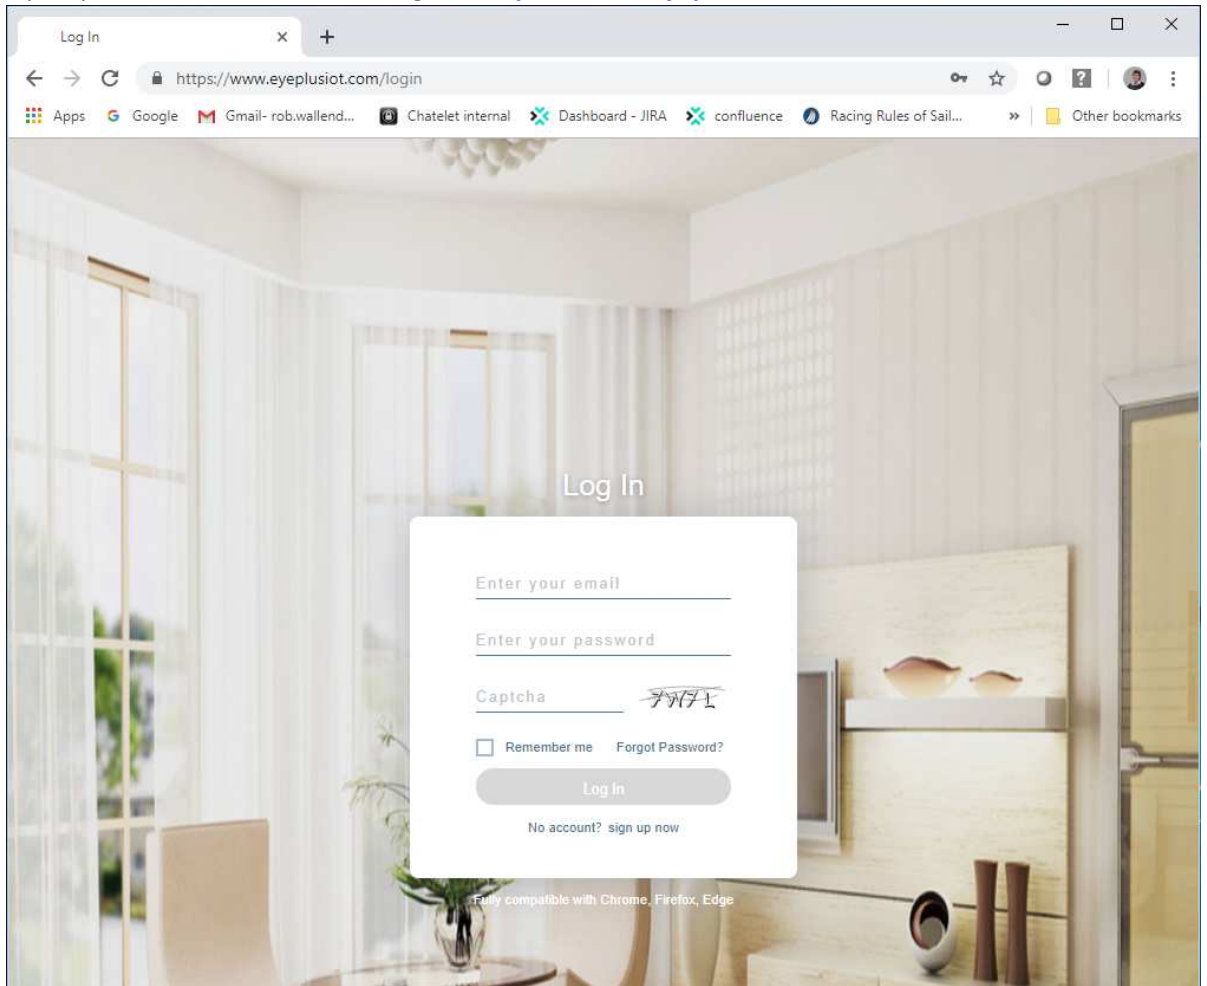 Log In
https://www.eyeplusiot.com/login
Apps Google Gmail- rob.wallend... Chatelet internal Dashboard - JIRA confluence Racing Rules of Sail... » Other bookmarks
Log In
Enter your email
Enter your password
Captcha
Remember me Forgot Password?
Log In
No account? sign up now
Fully compatible with Chrome, Firefox, Edge